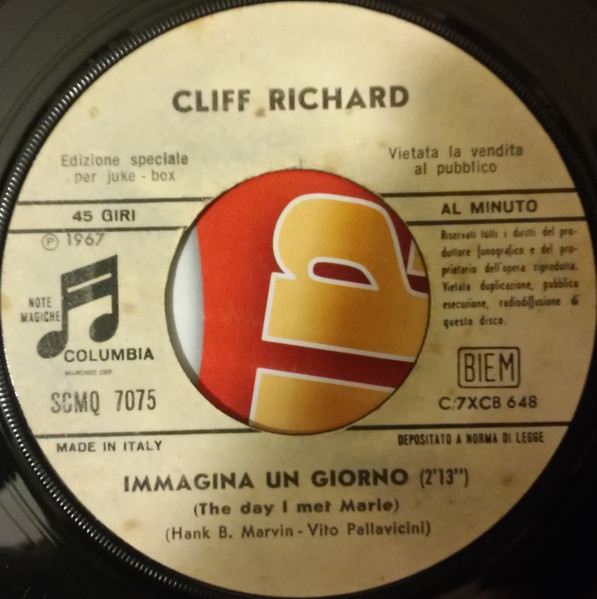 CLIFF RICHARD
Edizione speciale
per juke-box
Vietata la vendita
al pubblico
45 GIRI
AL MINUTO
Ⓟ 1967
Riservati tutti i diritti del pro-
duttore fonografico e del pro-
prietario dell'opera riprodotta.
Vietata duplicazione, pubblica
esecuzione, radiodiffusione di
questo disco.
NOTE
MAGICHE
COLUMBIA
MARCHIO DEP
BIEM
SCMQ 7075
C7XCB 648
MADE IN ITALY
DEPOSITATO A NORMA DI LEGGE
IMMAGINA UN GIORNO (2'13")
(The day I met Marie)
(Hank B. Marvin - Vito Pallavicini)